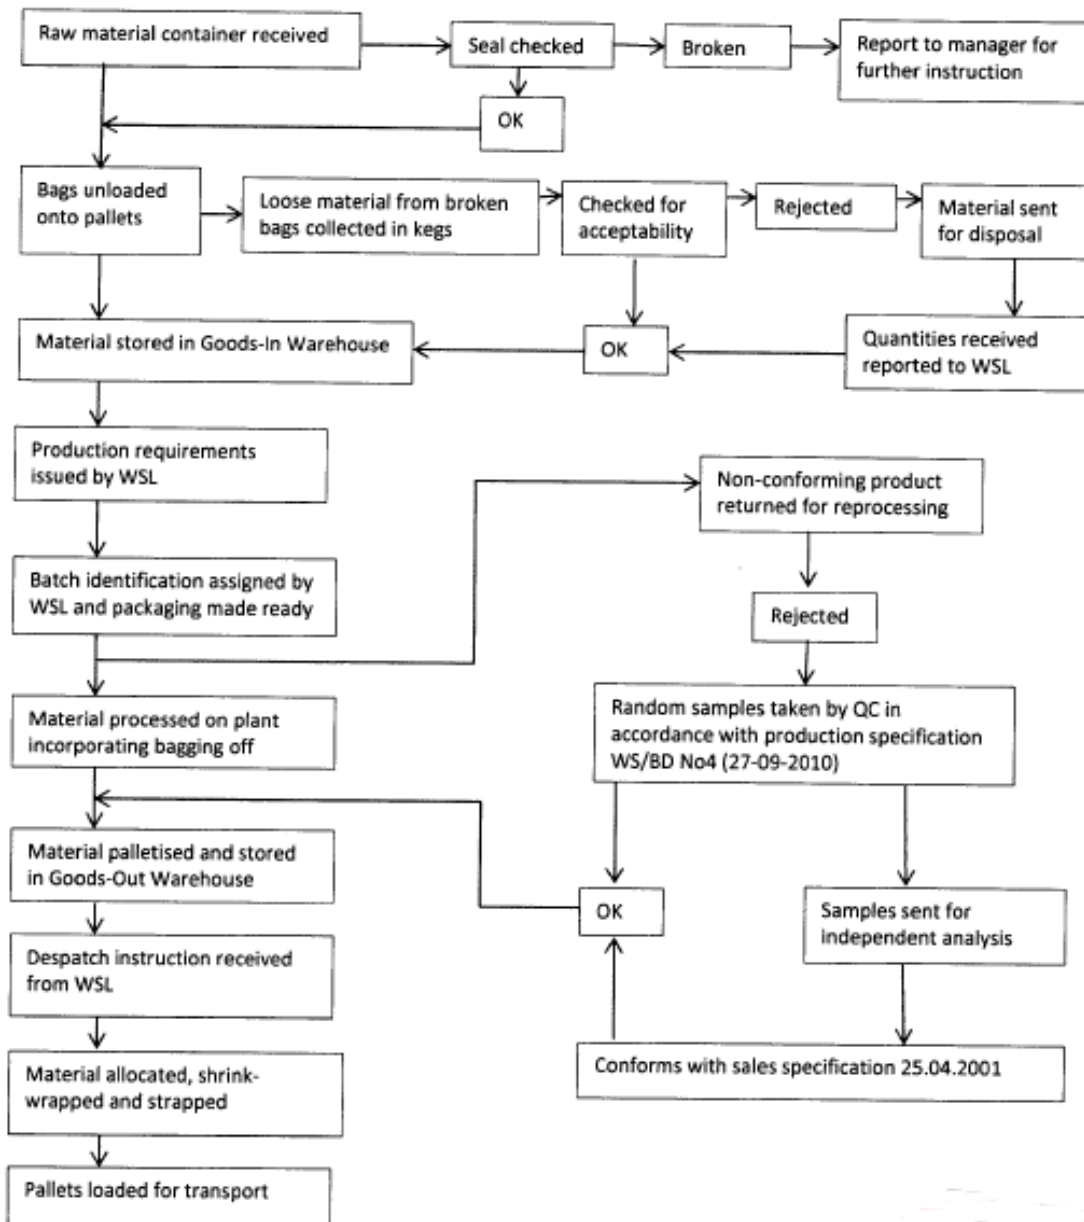 Raw material container received
Seal checked
Broken
Report to manager for
further instruction
OK
Bags unloaded
onto pallets
Loose material from broken
bags collected in kegs
Checked for
acceptability
Rejected
Material sent
for disposal
Material stored in Goods-In Warehouse
OK
Quantities received
reported to WSL
Production requirements
issued by WSL
Non-conforming product
returned for reprocessing
Batch identification assigned by
WSL and packaging made ready
Rejected
Material processed on plant
incorporating bagging off
Random samples taken by QC in
accordance with production specification
WS/BD No4 (27-09-2010)
Material palletised and stored
in Goods-Out Warehouse
OK
Samples sent for
independent analysis
Despatch instruction received
from WSL
Material allocated, shrink-
wrapped and strapped
Conforms with sales specification 25.04.2001
Pallets loaded for transport